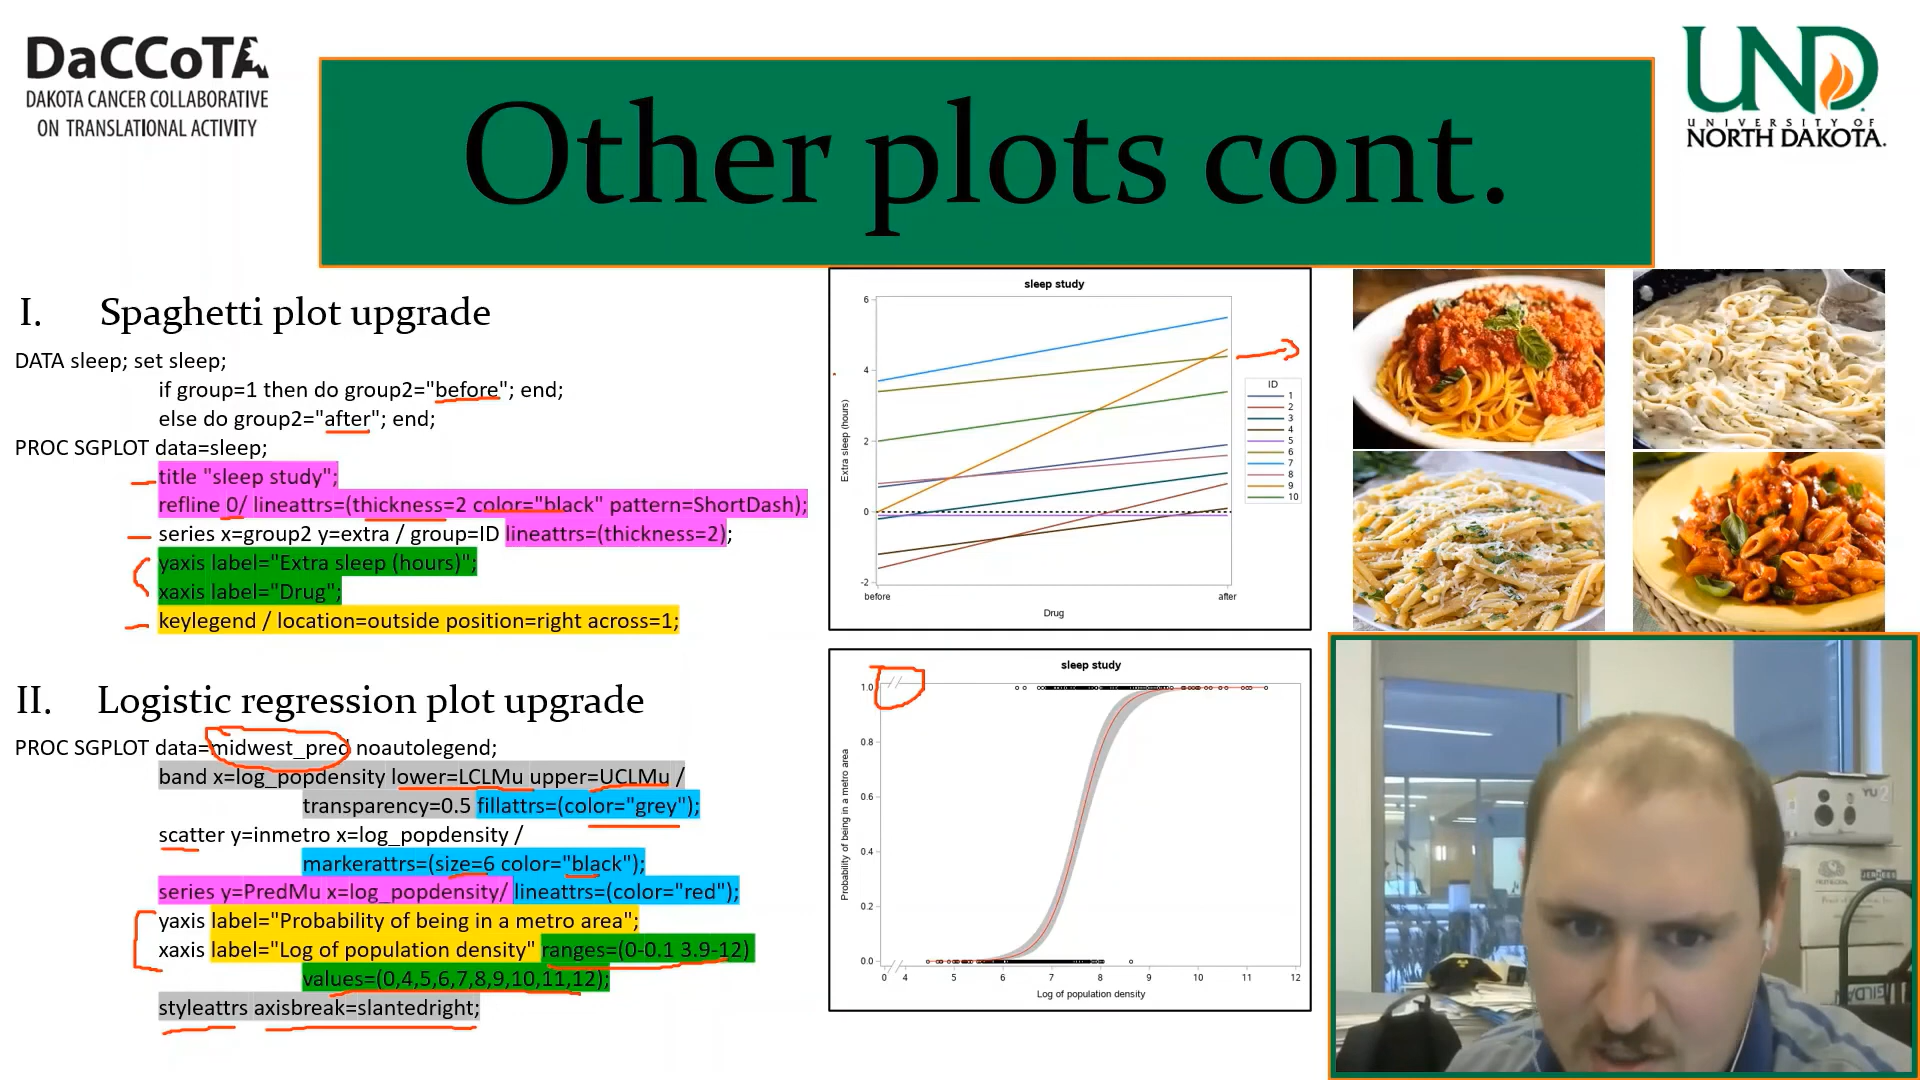 DaCCoTA
DAKOTA CANCER COLLABORATIVE
ON TRANSLATIONAL ACTIVITY
Other plots cont.
UND
UNIVERSITY OF
NORTH DAKOTA.
I. Spaghetti plot upgrade
DATA sleep; set sleep;
if group=1 then do group2="before"; end;
else do group2="after"; end;
PROC SGPLOT data=sleep;
title "sleep study";
refline 0/ lineattrs=(thickness=2 color="black" pattern=ShortDash);
series x=group2 y=extra / group=ID lineattrs=(thickness=2);
yaxis label="Extra sleep (hours)";
xaxis label="Drug";
keylegend / location=outside position=right across=1;
sleep study
6
4
2
0
-2
Extra sleep (hours)
before after
Drug
ID
1
2
3
4
5
6
7
8
9
10
II. Logistic regression plot upgrade
PROC SGPLOT data=midwest_pred noautolegend;
band x=log_popdensity lower=LCLMu upper=UCLMu /
transparency=0.5 fillattrs=(color="grey");
scatter y=inmetro x=log_popdensity /
markerattrs=(size=6 color="black");
series y=PredMu x=log_popdensity/ lineattrs=(color="red");
yaxis label="Probability of being in a metro area";
xaxis label="Log of population density" ranges=(0-0.1 3.9-12)
values=(0,4,5,6,7,8,9,10,11,12);
styleattrs axisbreak=slantedright;
sleep study
1.0
0.8
0.6
0.4
0.2
0.0
Probability of being in a metro area
0 4 5 6 7 8 9 10 11 12
Log of population density
YU